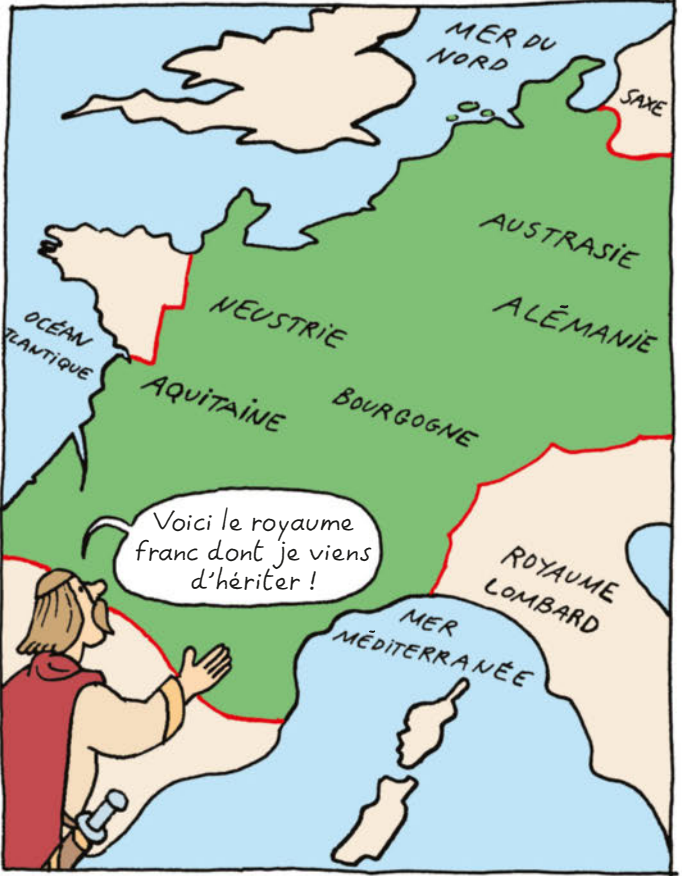 MER DU
NORD
SAXE
AUSTRASIE
ALÉMANIE
NEUSTRIE
OCÉAN
TLANTIQUE
AQUITAINE
BOURGOGNE
Voici le royaume
franc dont je viens
d'hériter !
ROYAUME
LOMBARD
MER
MÉDITERRANÉE